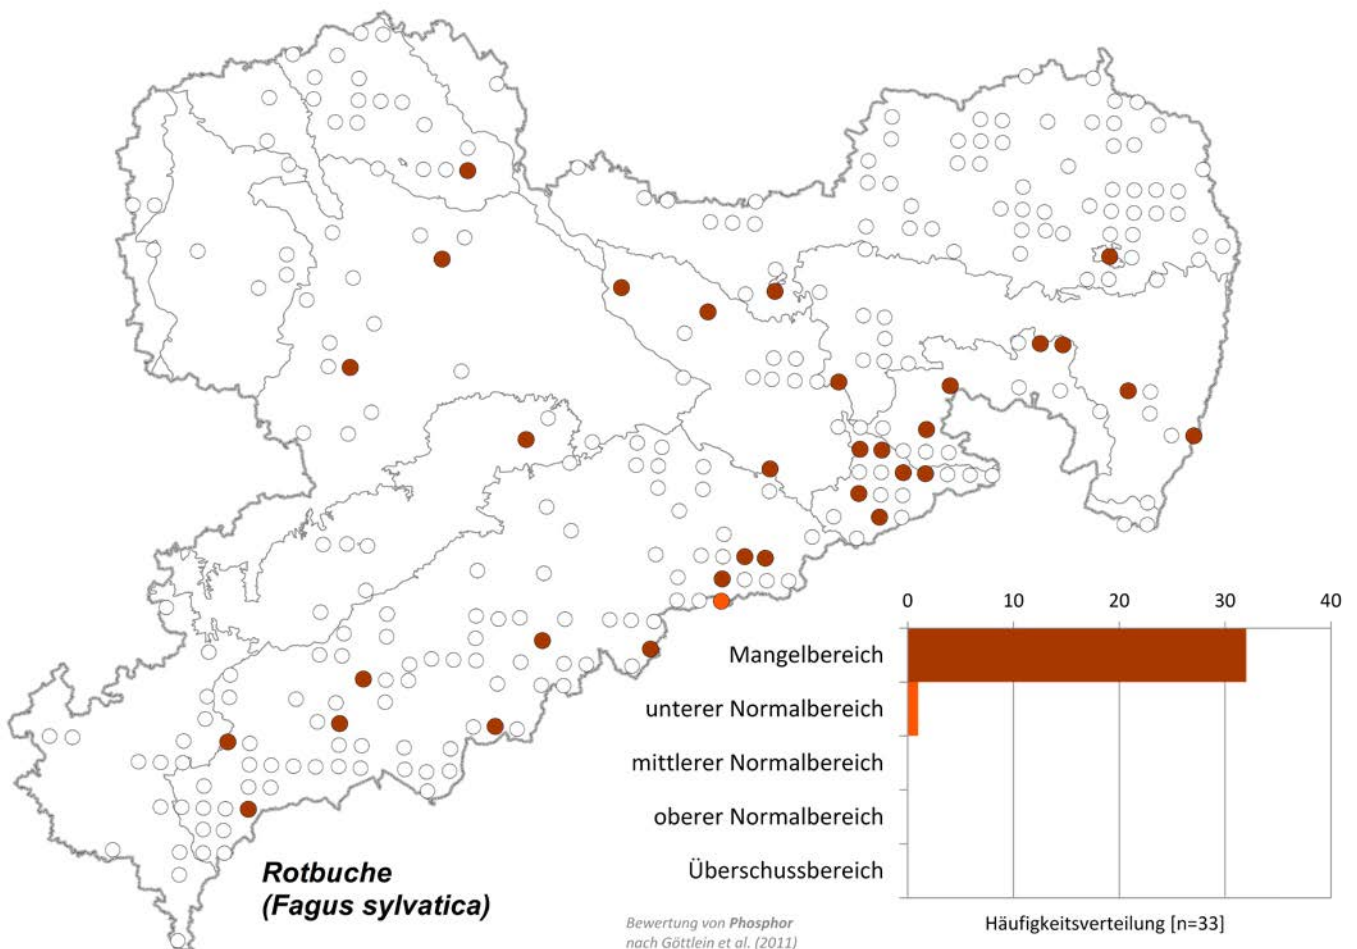 0 10 20 30 40
Mangelbereich
unterer Normalbereich
mittlerer Normalbereich
oberer Normalbereich
Überschussbereich
Rotbuche
(Fagus sylvatica)
Bewertung von Phosphor
nach Göttlein et al. (2011)
Häufigkeitsverteilung [n=33]